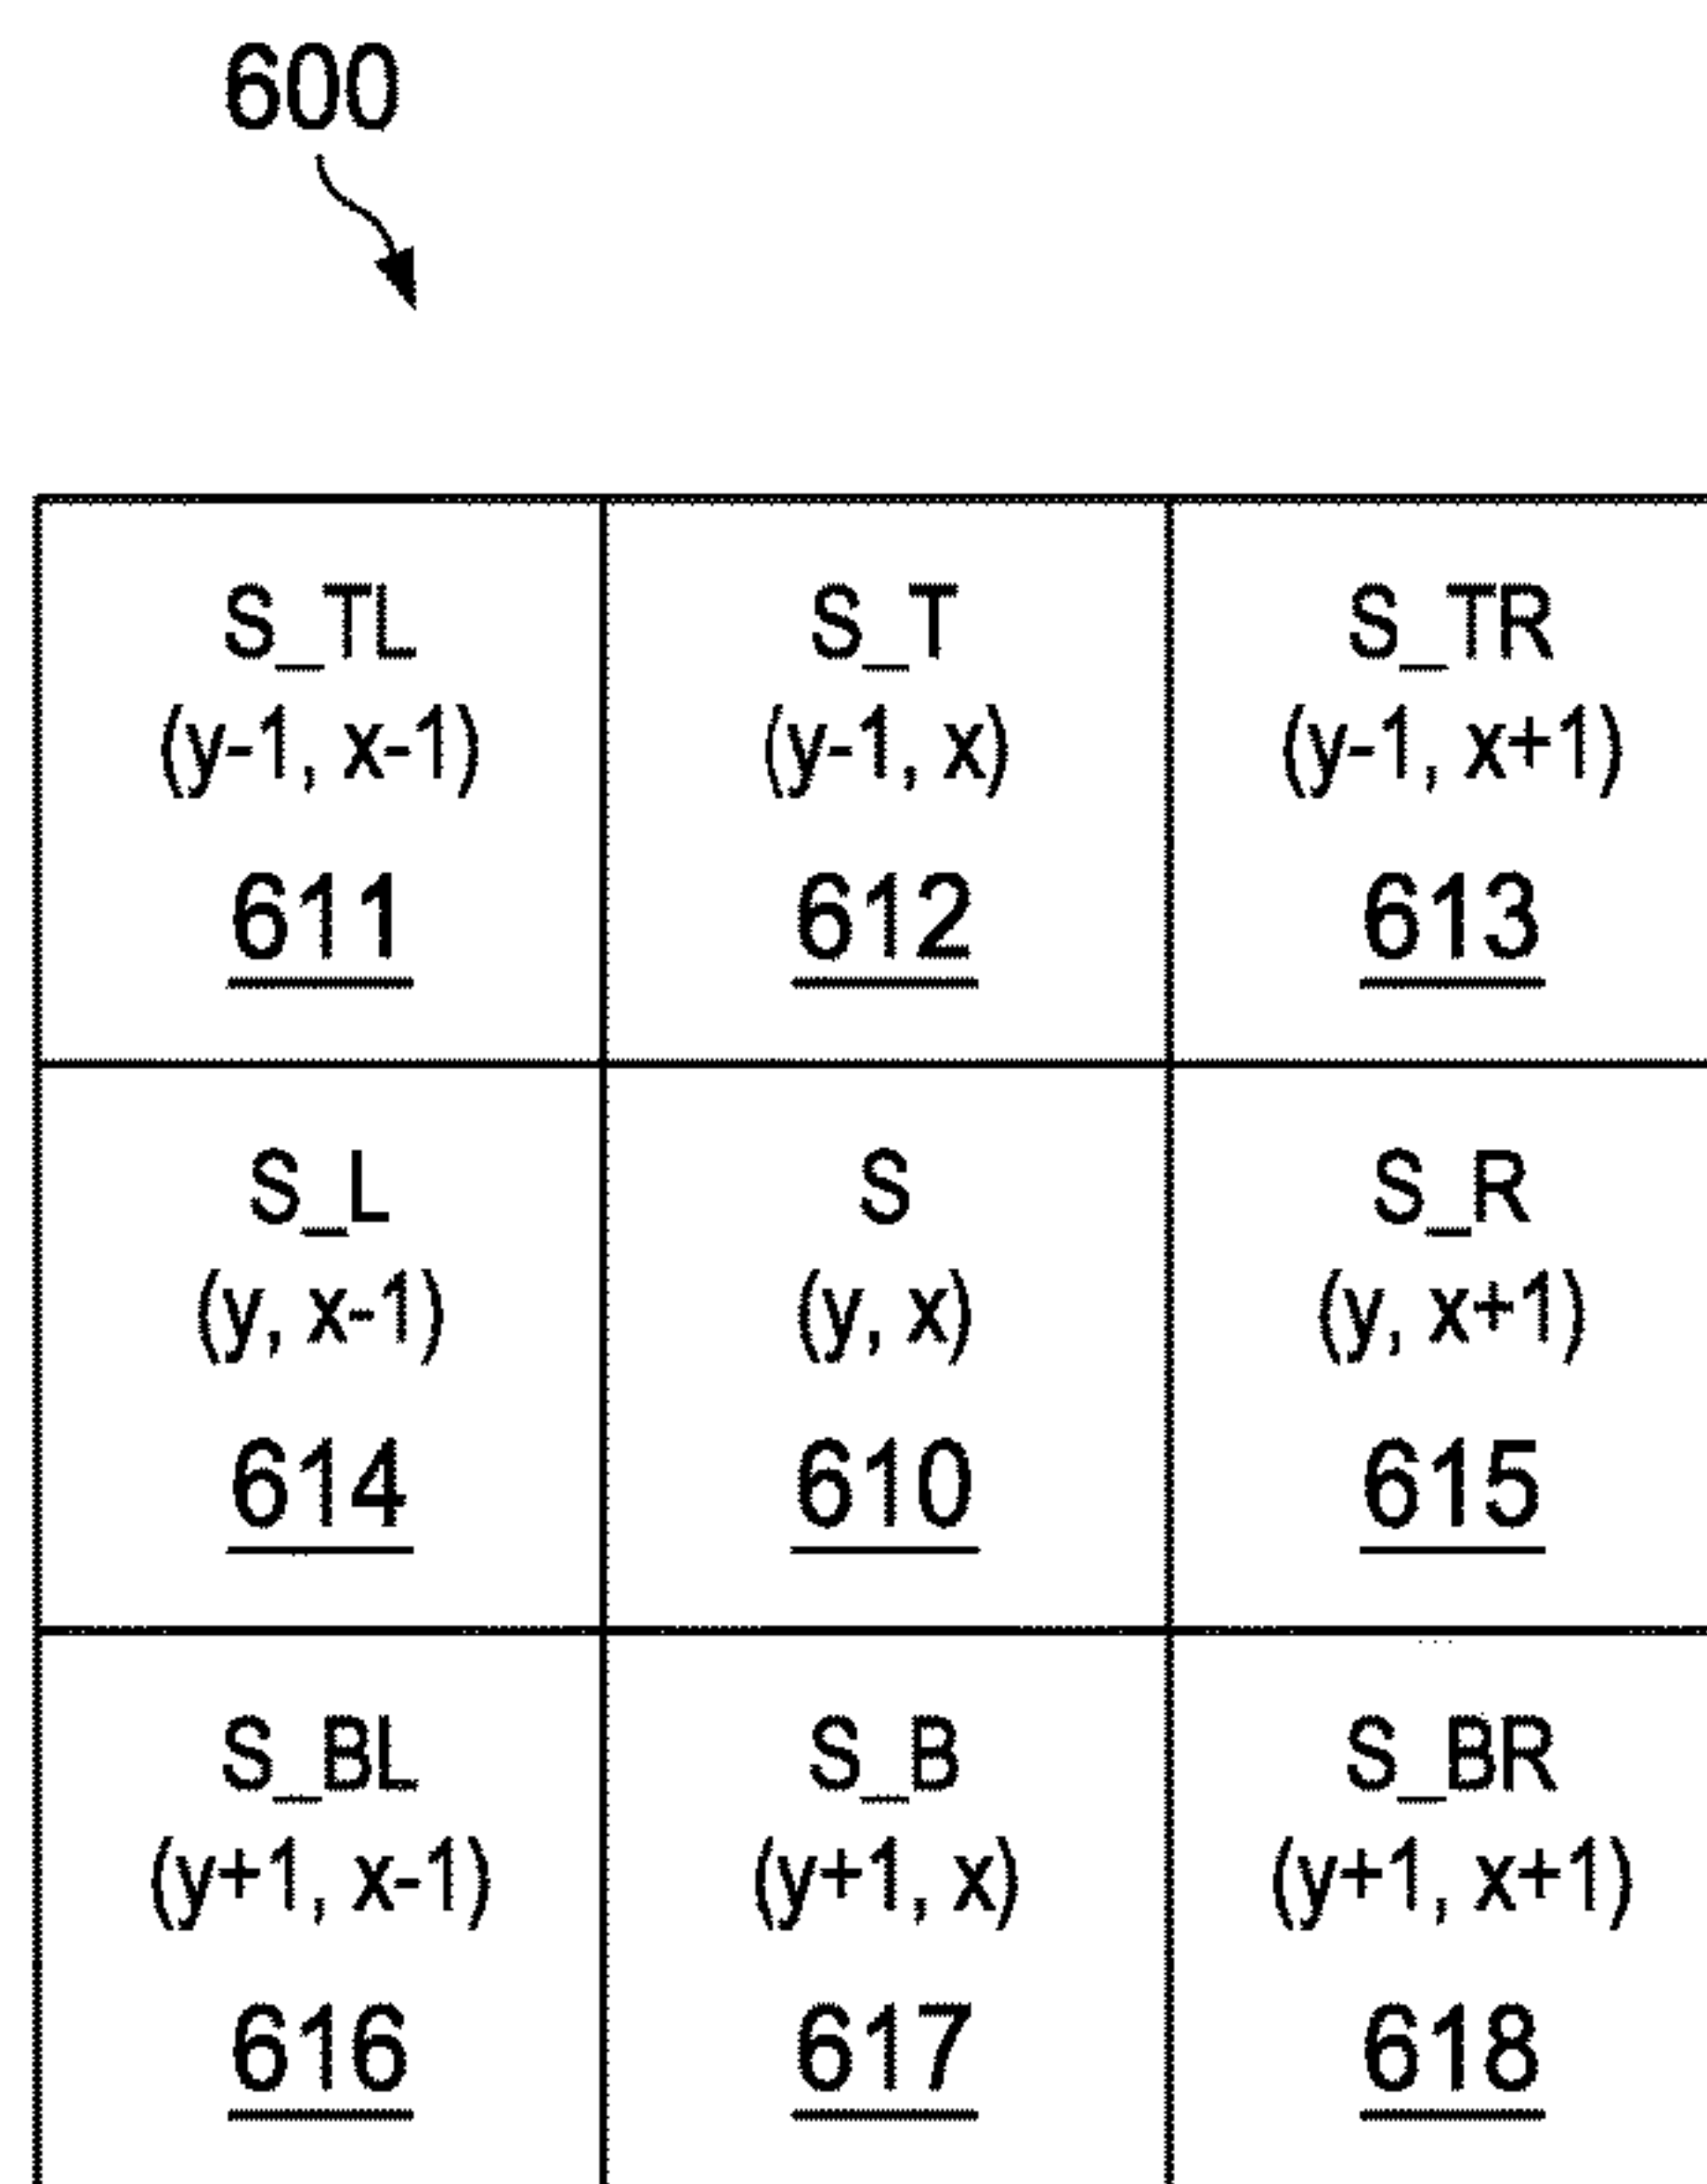 600
S_TL
(y-1, x-1)
611
S_T
(y-1, x)
612
S_TR
(y-1, x+1)
613
S_L
(y, x-1)
614
S
(y, x)
610
S_R
(y, x+1)
615
S_BL
(y+1, x-1)
616
S_B
(y+1, x)
617
S_BR
(y+1, x+1)
618